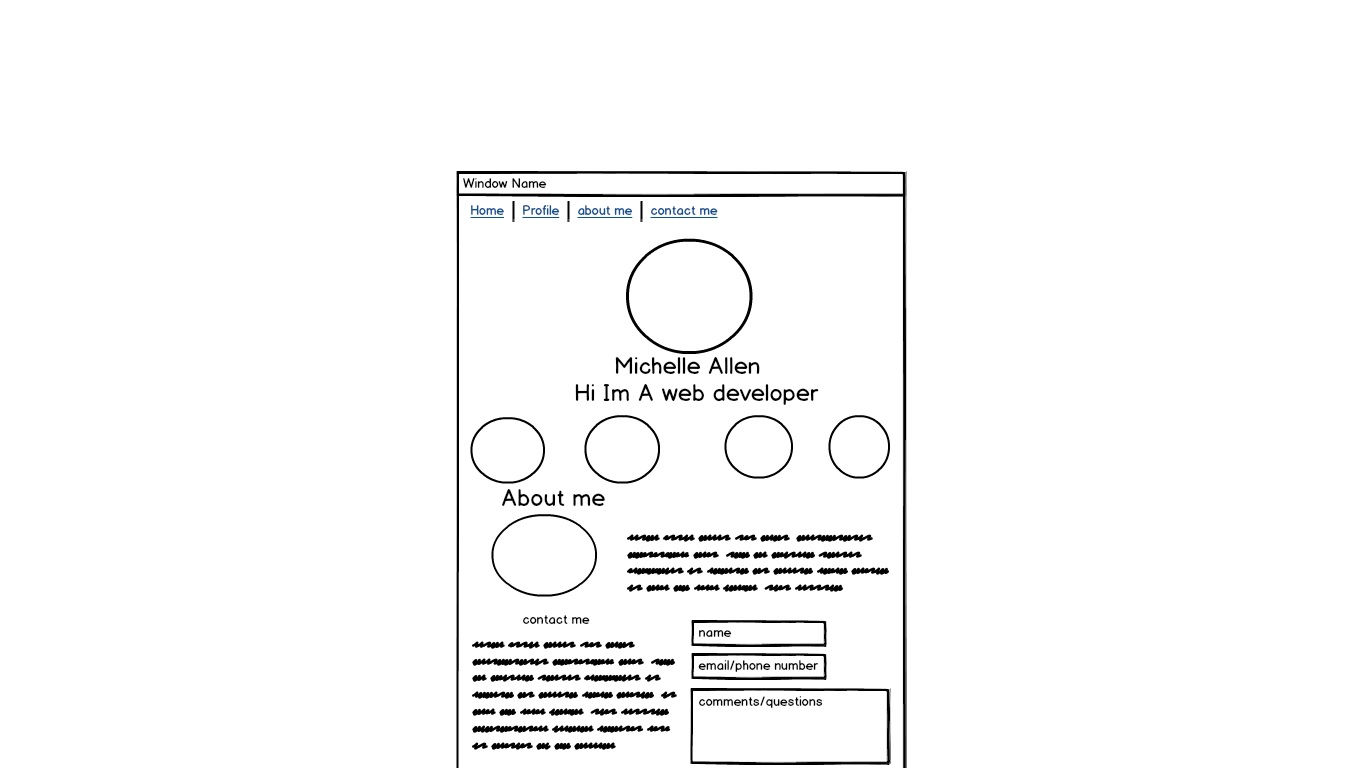 Window Name
Home | Profile | about me | contact me
Michelle Allen
Hi Im A web developer
About me
contact me
name
email/phone number
comments/questions